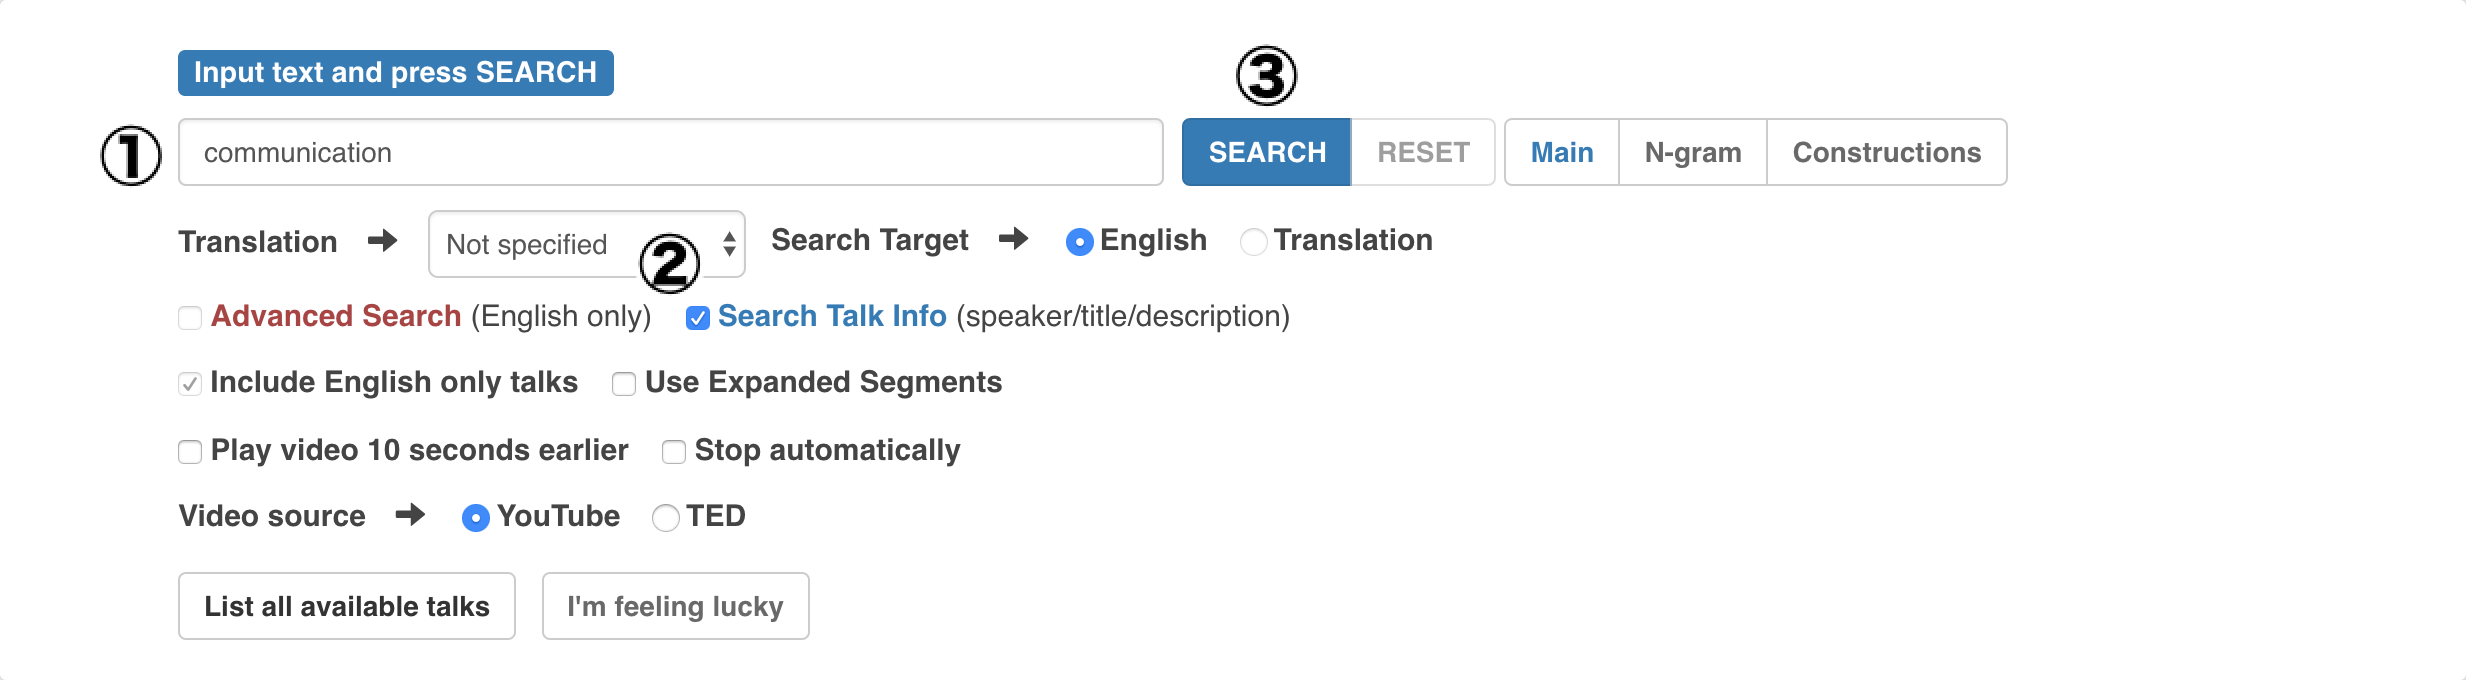 Input text and press SEARCH
③
① communication SEARCH RESET Main N-gram Constructions
Translation ➡ Not specified Search Target ➡ English Translation
②
Advanced Search (English only) Search Talk Info (speaker/title/description)
Include English only talks Use Expanded Segments
Play video 10 seconds earlier Stop automatically
Video source ➡ YouTube TED
List all available talks I'm feeling lucky